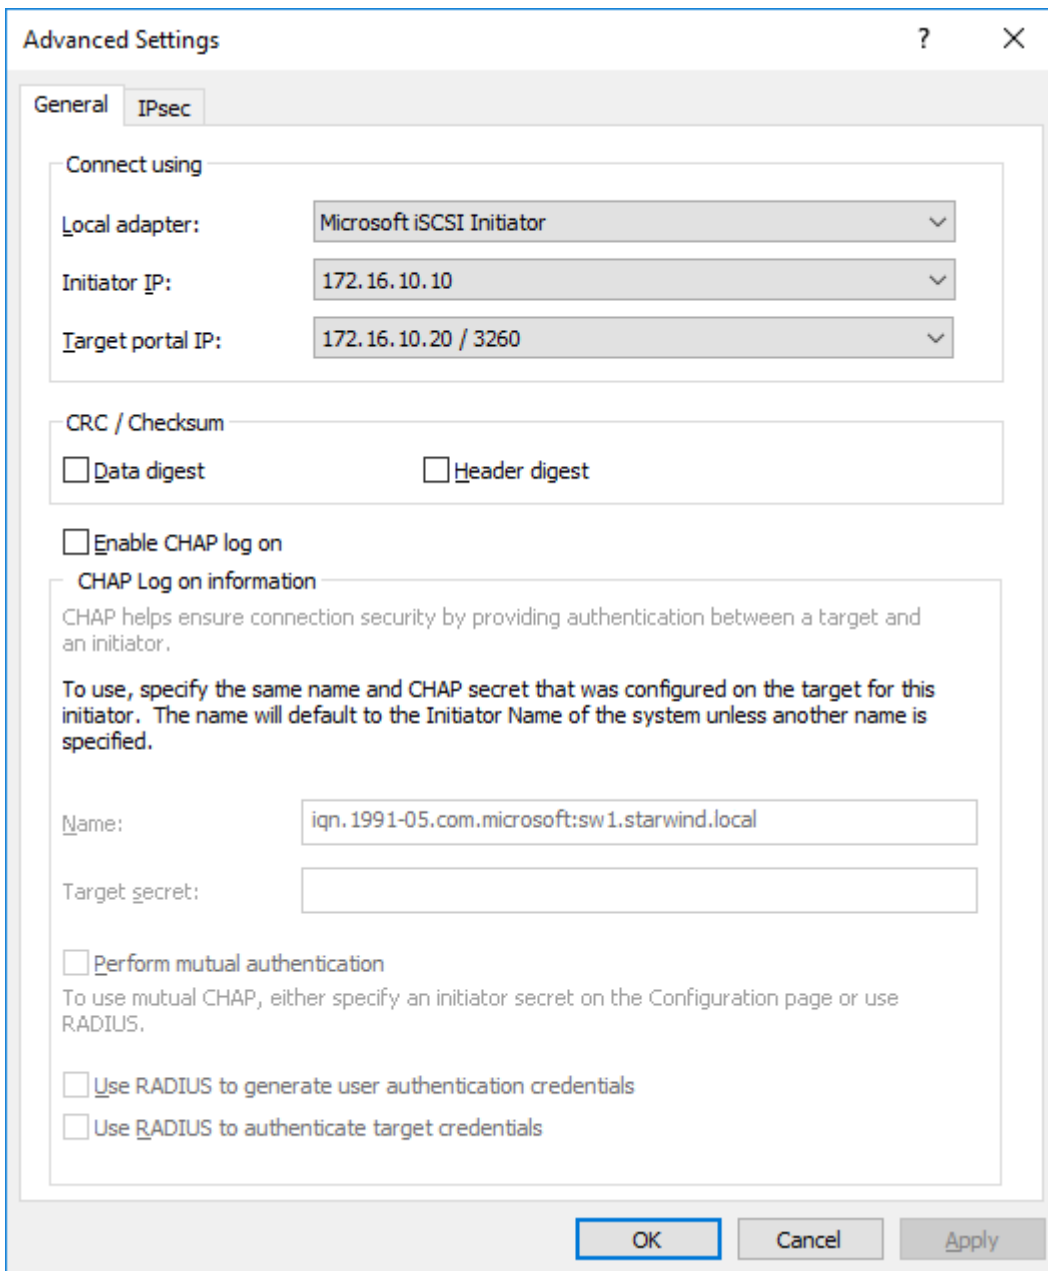 Advanced Settings
?
General
IPsec
Connect using
Local adapter:
Microsoft iSCSI Initiator
Initiator IP:
172.16.10.10
Target portal IP:
172.16.10.20 / 3260
CRC / Checksum
Data digest
Header digest
Enable CHAP log on
CHAP Log on information
CHAP helps ensure connection security by providing authentication between a target and
an initiator.
To use, specify the same name and CHAP secret that was configured on the target for this
initiator.  The name will default to the Initiator Name of the system unless another name is
specified.
Name:
iqn.1991-05.com.microsoft:sw1.starwind.local
Target secret:
Perform mutual authentication
To use mutual CHAP, either specify an initiator secret on the Configuration page or use
RADIUS.
Use RADIUS to generate user authentication credentials
Use RADIUS to authenticate target credentials
OK
Cancel
Apply